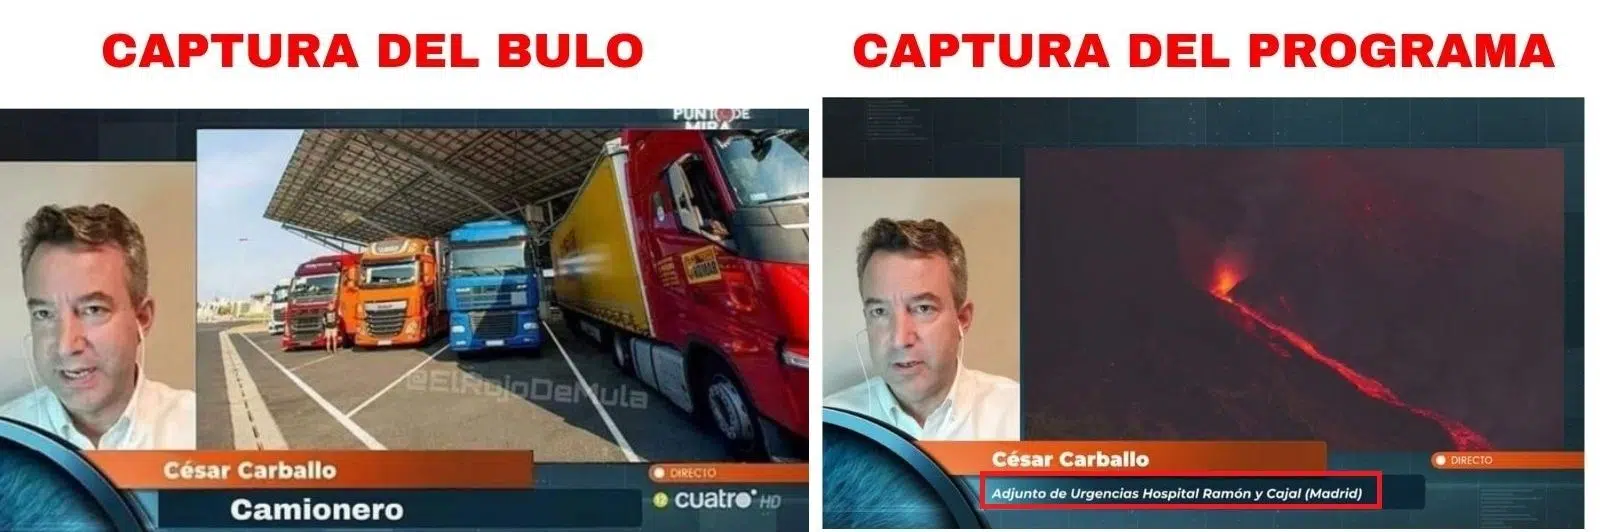 CAPTURA DEL BULO
CAPTURA DEL PROGRAMA
PUNTO DE
MIRA
@ElRojoDeMula
César Carballo
DIRECTO
Camionero
12
cuatro HD
César Carballo
DIRECTO
Adjunto de Urgencias Hospital Ramón y Cajal (Madrid)